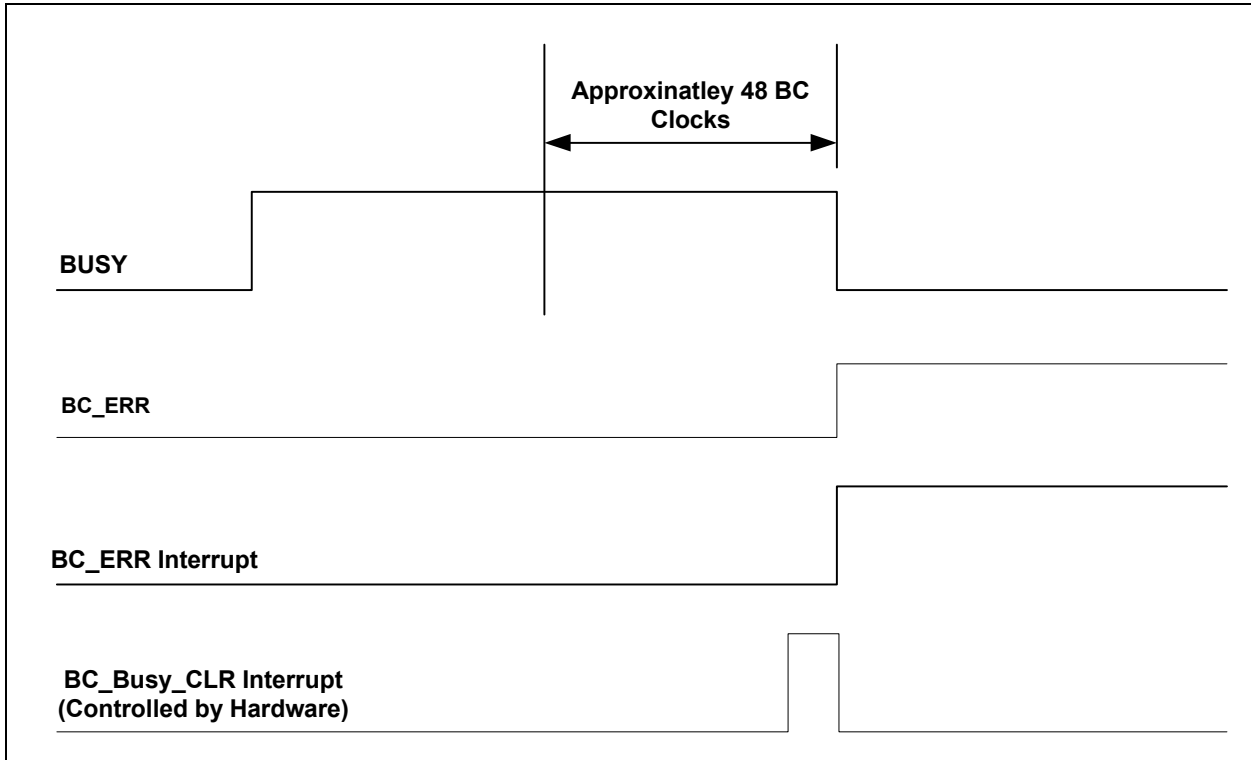 Approxinatley 48 BC
Clocks
BUSY
BC_ERR
BC_ERR Interrupt
BC_Busy_CLR Interrupt
(Controlled by Hardware)